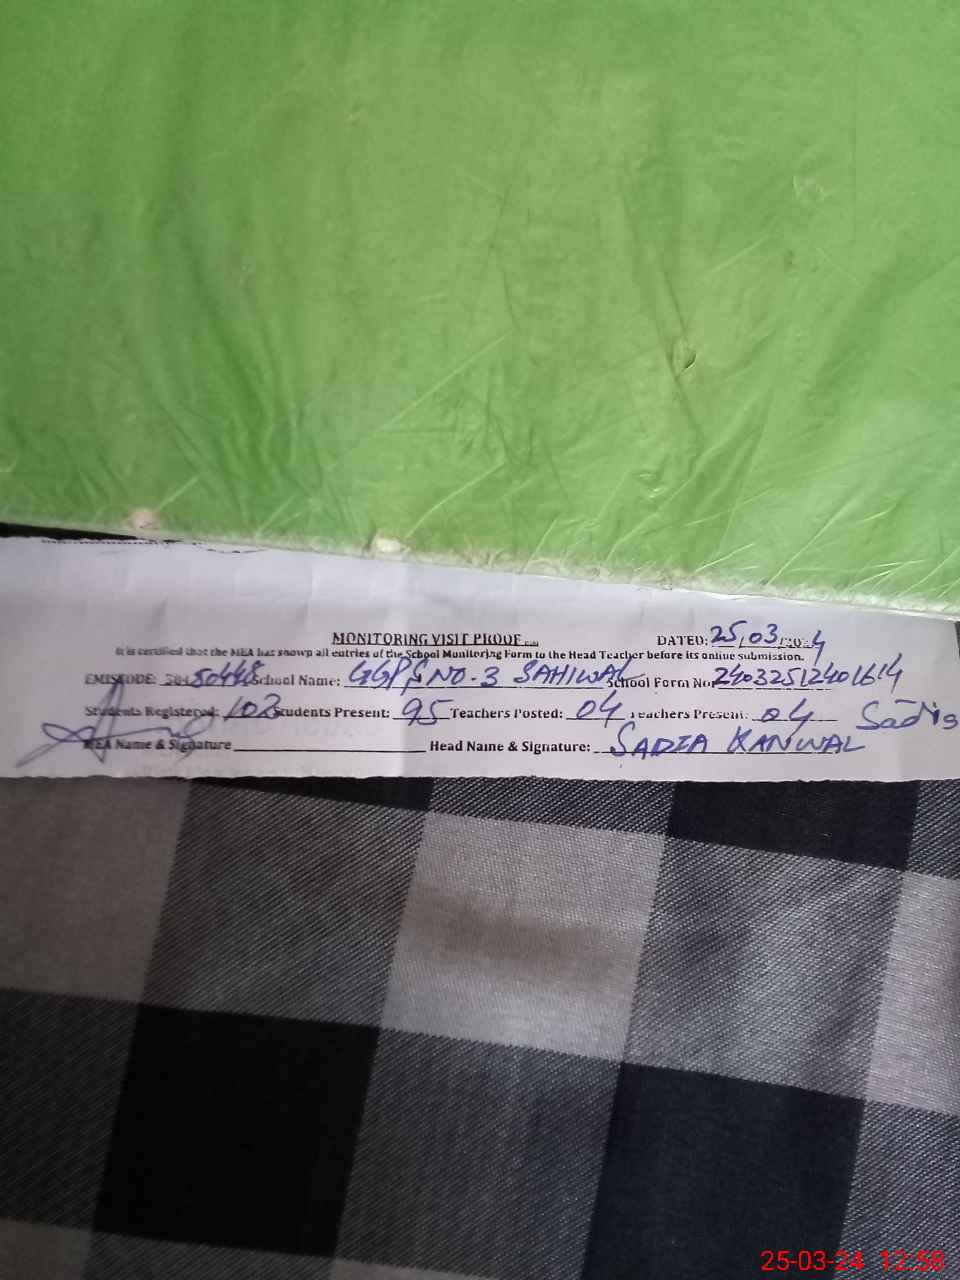 MONITORING VISIT PROOF
DATED: 25,03,2024
It is certified that the MEA has shown all entries of the School Monitoring Form to the Head Teacher before its online submission.
EMISCODE: 50448 School Name: GGPS NO-3 SAHIWAL School Form No: 2403251240 1614
Students Registered: 102 Students Present: 95 Teachers Posted: 04 Teachers Present: 04 Sadia
MEA Name & Signature Head Name & Signature: SADIA KANWAL
25-03-24 12:58